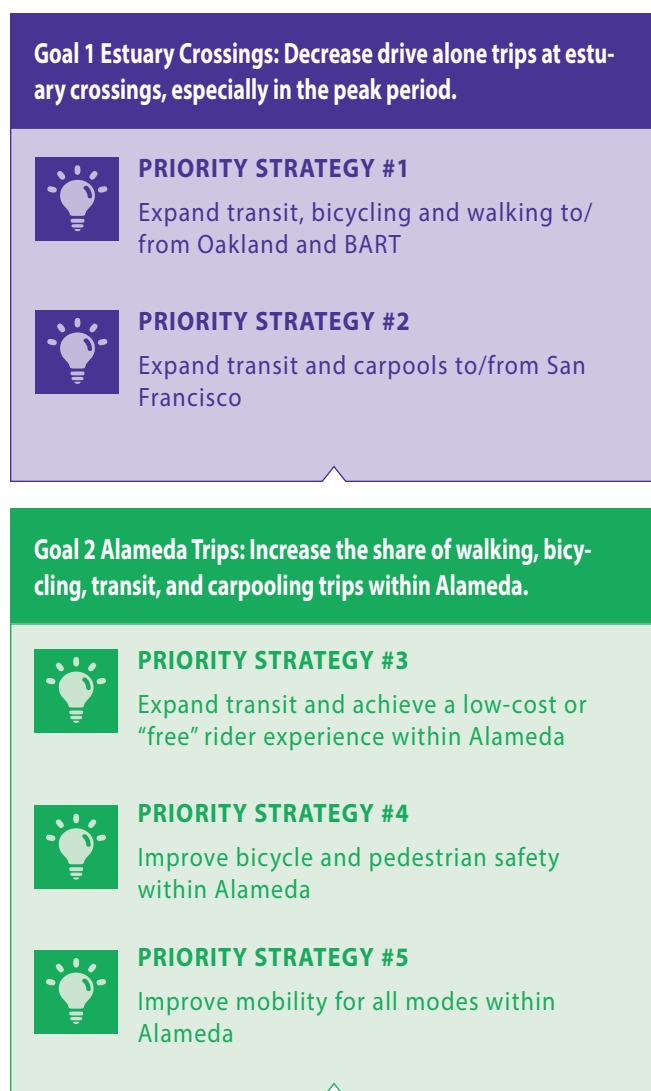 Goal 1 Estuary Crossings: Decrease drive alone trips at estu-
ary crossings, especially in the peak period.
PRIORITY STRATEGY #1
Expand transit, bicycling and walking to/
from Oakland and BART
PRIORITY STRATEGY #2
Expand transit and carpools to/from San
Francisco
Goal 2 Alameda Trips: Increase the share of walking, bicy-
cling, transit, and carpooling trips within Alameda.
PRIORITY STRATEGY #3
Expand transit and achieve a low-cost or
“free” rider experience within Alameda
PRIORITY STRATEGY #4
Improve bicycle and pedestrian safety
within Alameda
PRIORITY STRATEGY #5
Improve mobility for all modes within
Alameda